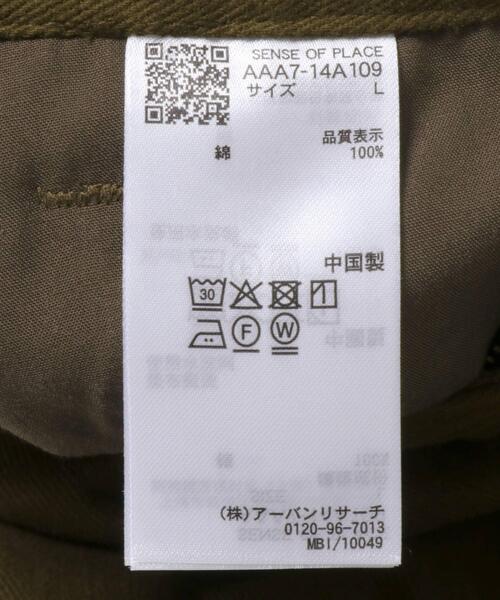 SENSE OF PLACE
AAA7-14A109
サイズ L
品質表示
綿 100%
中国製
30
F W
(株)アーバンリサーチ
0120-96-7013
MBI/10049